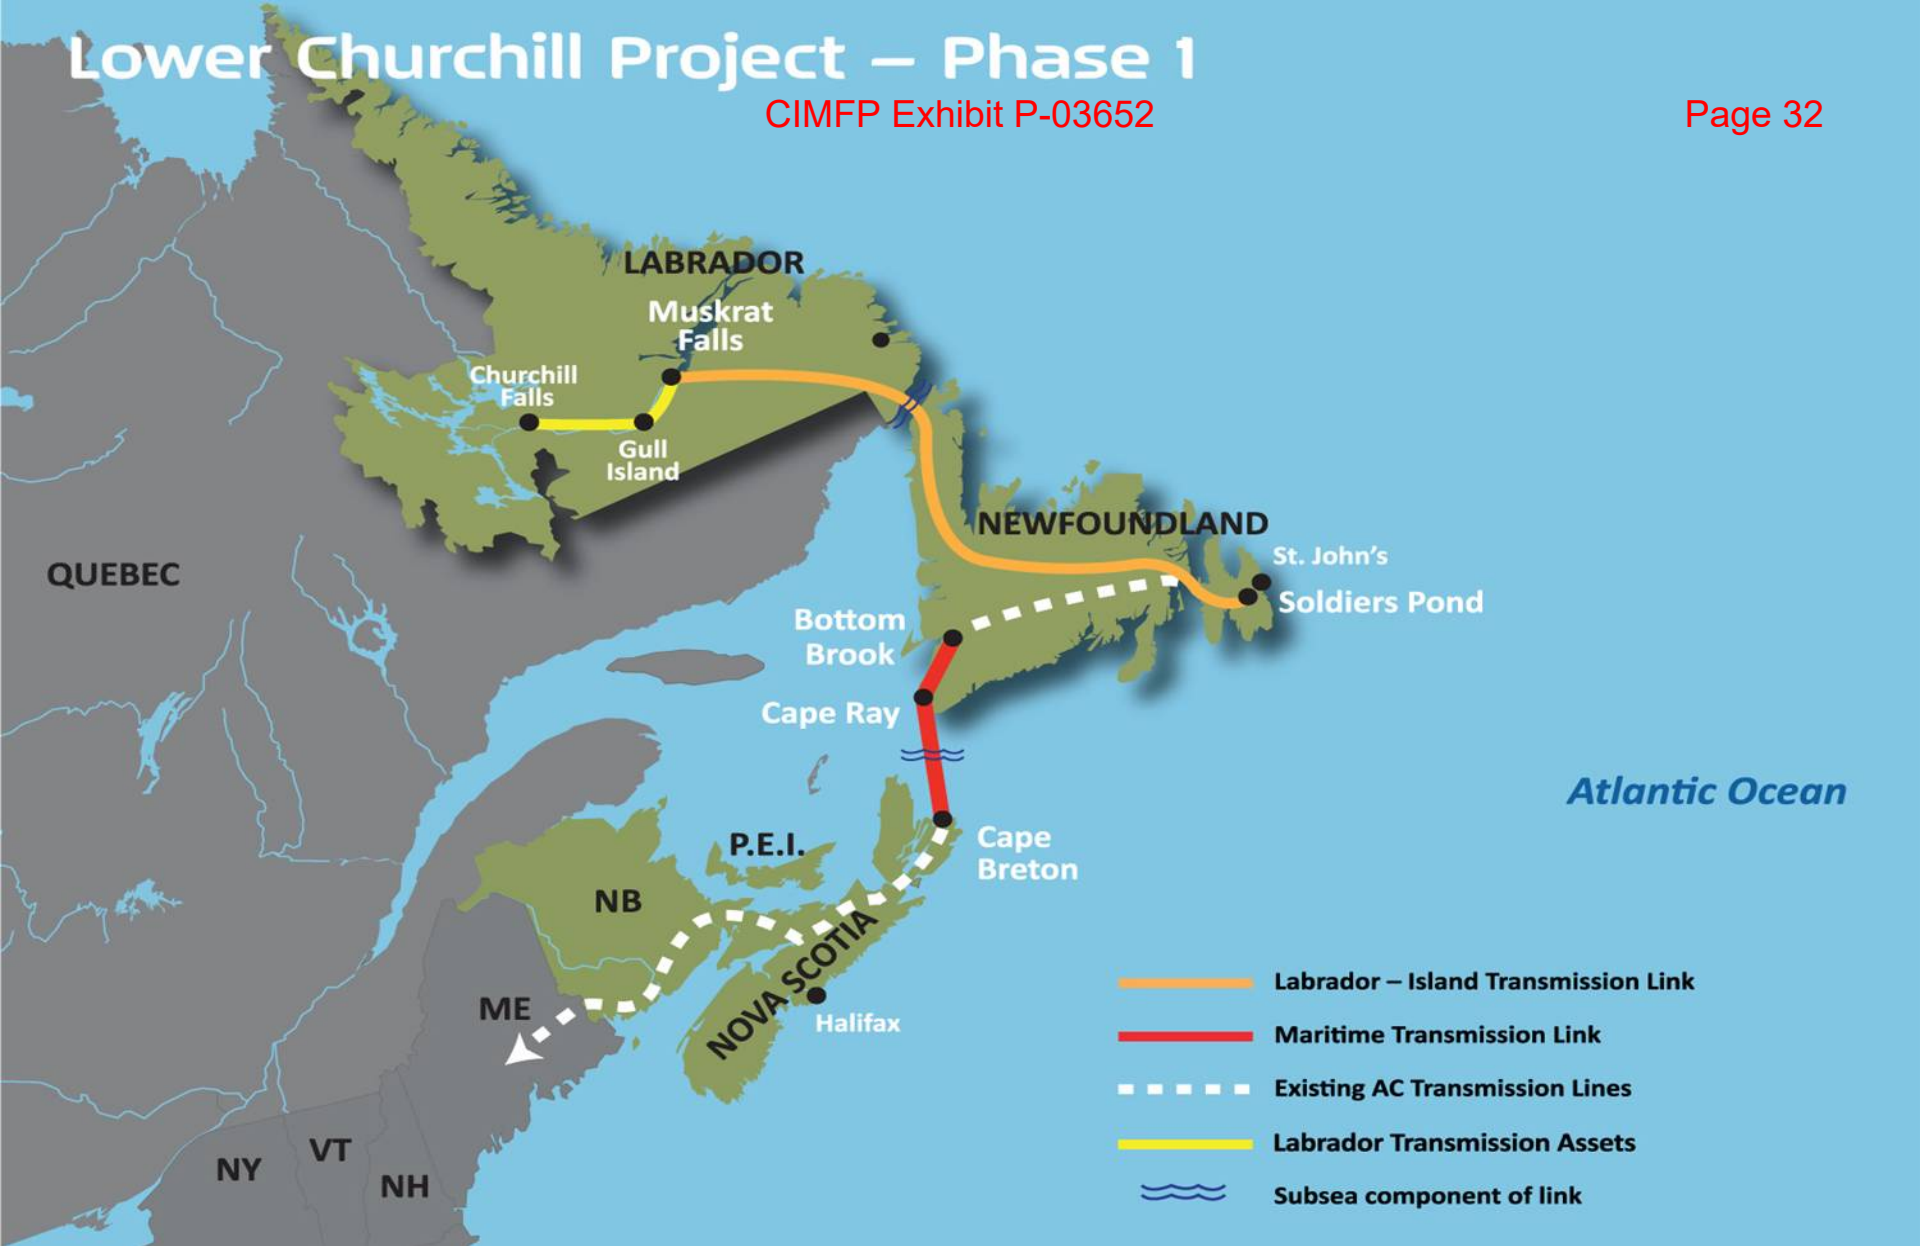 Lower Churchill Project – Phase 1
CIMFP Exhibit P-03652
Page 32
LABRADOR
Muskrat
Falls
Churchill
Falls
Gull
Island
QUEBEC
NEWFOUNDLAND
St. John's
Soldiers Pond
Bottom
Brook
Cape Ray
Atlantic Ocean
Cape
Breton
P.E.I.
NB
NOVA SCOTIA
Halifax
ME
NY
VT
NH
Labrador – Island Transmission Link
Maritime Transmission Link
Existing AC Transmission Lines
Labrador Transmission Assets
Subsea component of link